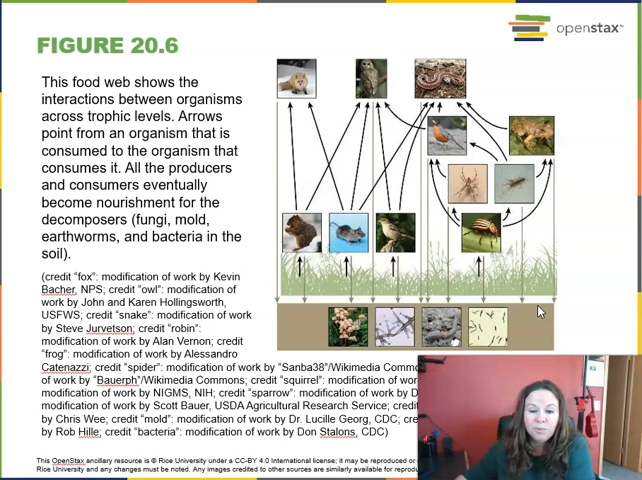 openstax™
FIGURE 20.6
This food web shows the
interactions between organisms
across trophic levels. Arrows
point from an organism that is
consumed to the organism that
consumes it. All the producers
and consumers eventually
become nourishment for the
decomposers (fungi, mold,
earthworms, and bacteria in the
soil).
(credit "fox": modification of work by Kevin
Bacher, NPS; credit "owl": modification of
work by John and Karen Hollingsworth,
USFWS; credit "snake": modification of work
by Steve Jurvetson; credit "robin":
modification of work by Alan Vernon; credit
"frog": modification of work by Alessandro
Catenazzi; credit "spider": modification of work by "Sanba38"/Wikimedia Commo
of work by "Bauerph"/Wikimedia Commons; credit "squirrel": modification of wor
modification of work by NIGMS, NIH; credit "sparrow": modification of work by D
modification of work by Scott Bauer, USDA Agricultural Research Service; credit
by Chris Wee; credit "mold": modification of work by Dr. Lucille Georg, CDC; cre
by Rob Hille; credit "bacteria": modification of work by Don Stalons, CDC)
This OpenStax ancillary resource is © Rice University under a CC-BY 4.0 International license; it may be reproduced or
Rice University and any changes must be noted. Any images credited to other sources are similarly available for reprodu